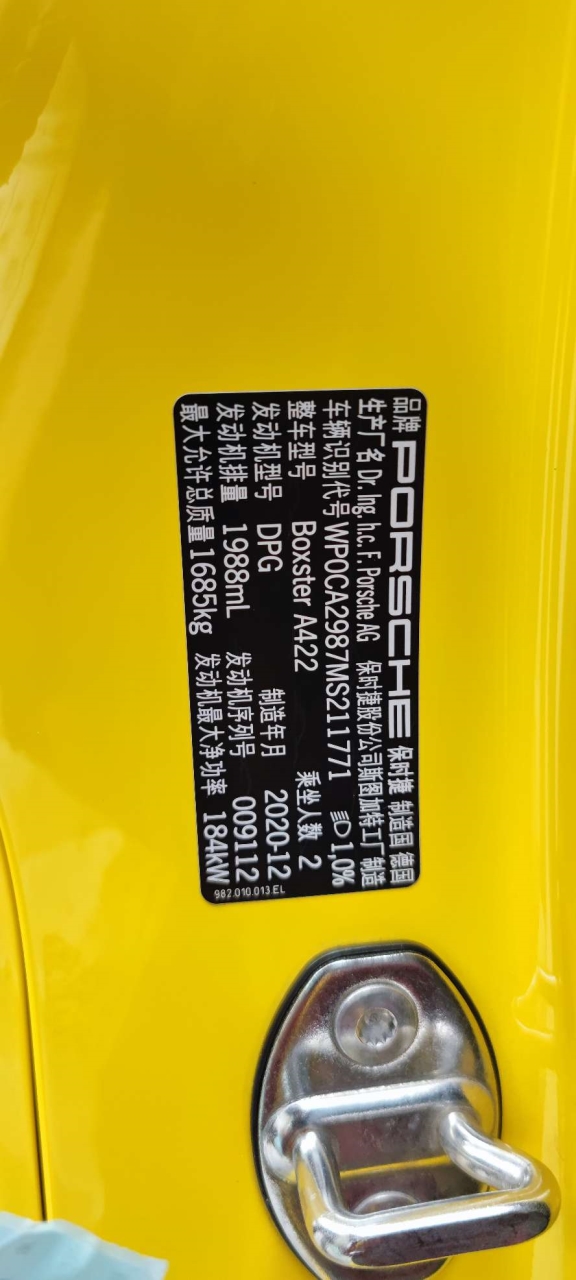 品牌 PORSCHE 保时捷 制造国 德国
生产厂名 Dr. Ing. h.c. F. Porsche AG 保时捷股份公司斯图加特工厂 制造
车辆识别代号 WP0CA2987MS211771 1,0%
整车型号 Boxster A422 乘坐人数 2
发动机型号 DPG 制造年月 2020-12
发动机排量 1988mL 发动机序列号 009112
最大允许总质量 1685kg 发动机最大净功率 184kW
982.010.013.EL